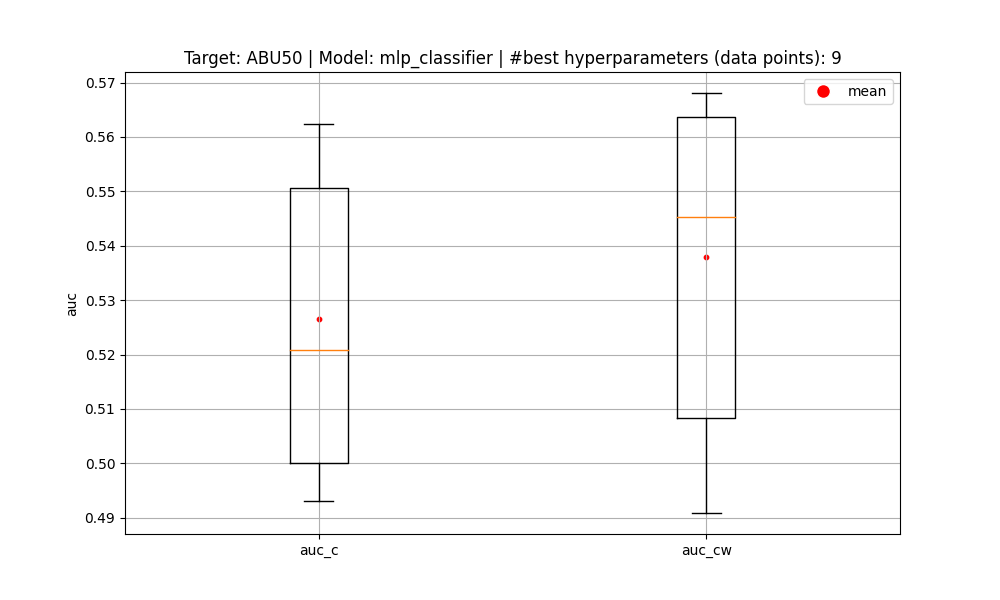 Target: ABU50 | Model: mlp_classifier | #best hyperparameters (data points): 9
mean
0.57
0.56
0.55
0.54
0.53
0.52
0.51
0.50
0.49
auc
auc_c
auc_cw